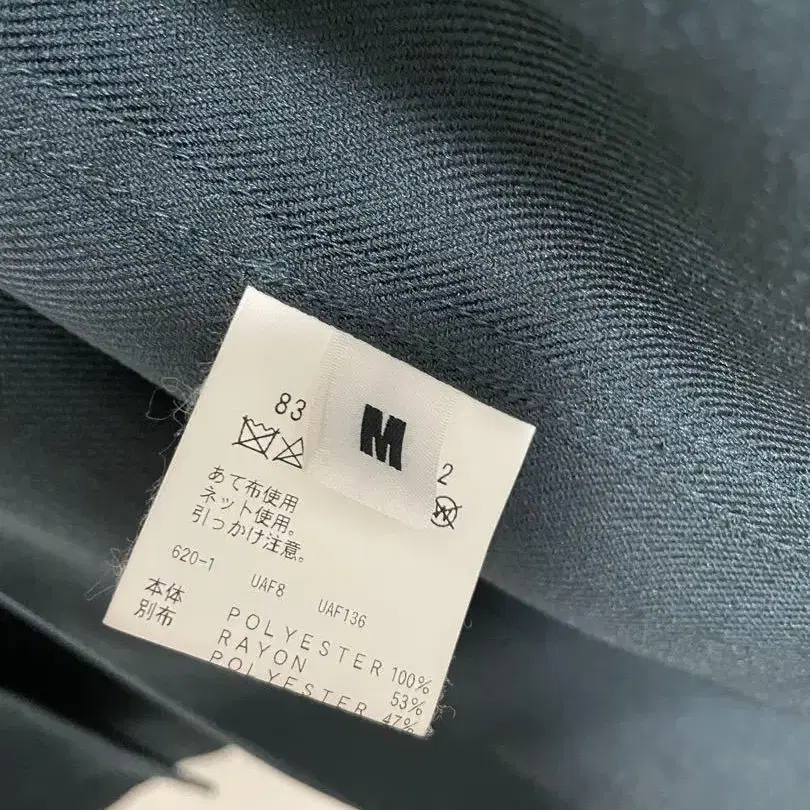 83
M
2
あて布使用
ネット使用。
引っかけ注意。
620-1 UAF8 UAF136
本体 POLYESTER 100%
別布 RAYON 53%
POLYESTER 47%